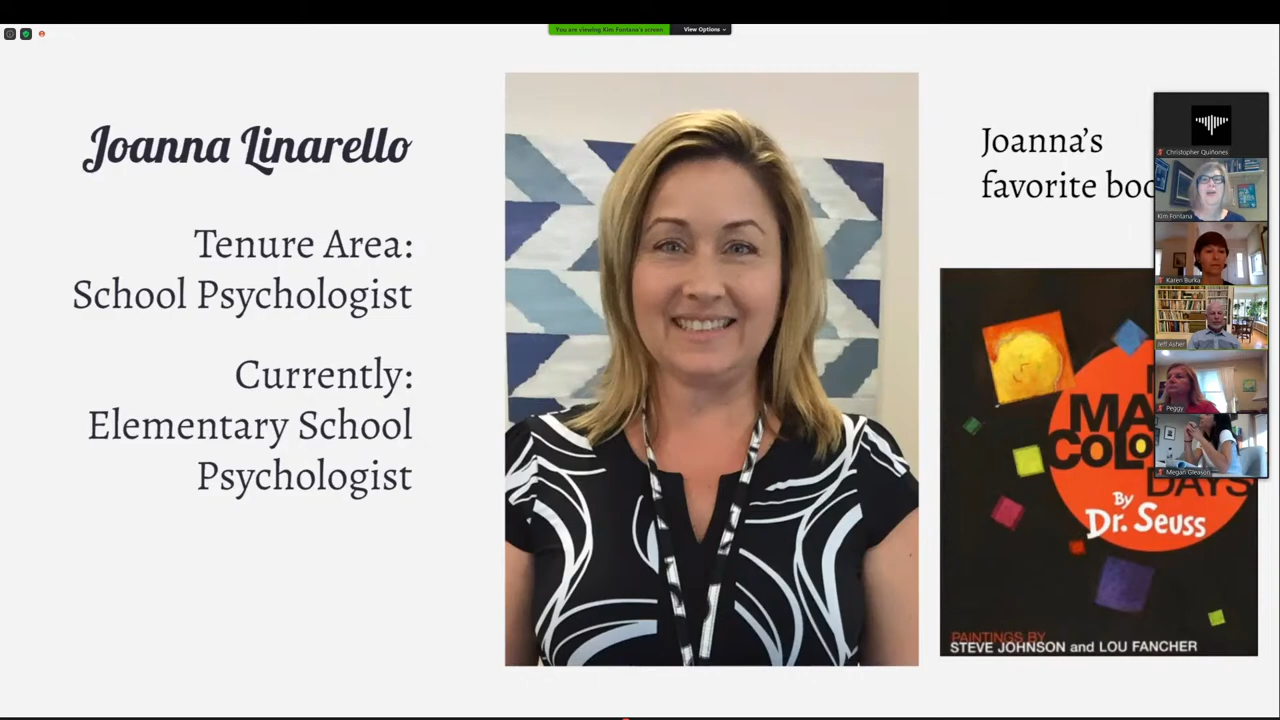 You are viewing Kim Fontana's screen
View Options
Joanna Linarello
Tenure Area:
School Psychologist
Currently:
Elementary School
Psychologist
Joanna's
favorite boo
Christopher Quiñones
Kim Fontana
Karen Burka
Jeff Asher
Peggy
Megan Gleason
MA
COLO
DAYS
By
Dr. Seuss
PAINTINGS BY
STEVE JOHNSON and LOU FANCHER